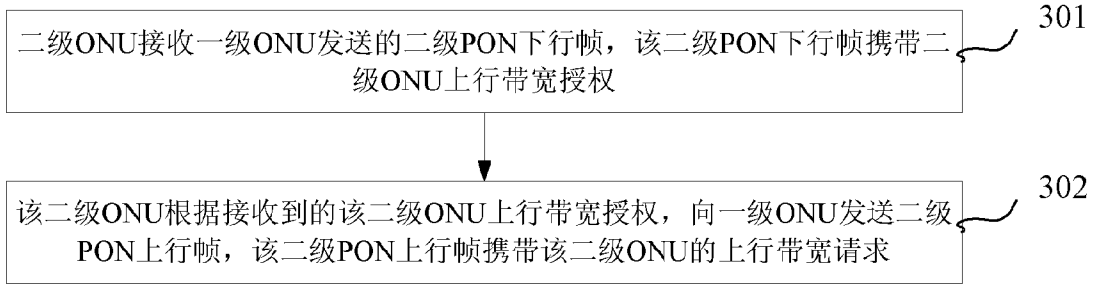 301
二级ONU接收一级ONU发送的二级PON下行帧，该二级PON下行帧携带二
级ONU上行带宽授权
302
该二级ONU根据接收到的该二级ONU上行带宽授权，向一级ONU发送二级
PON上行帧，该二级PON上行帧携带该二级ONU的上行带宽请求